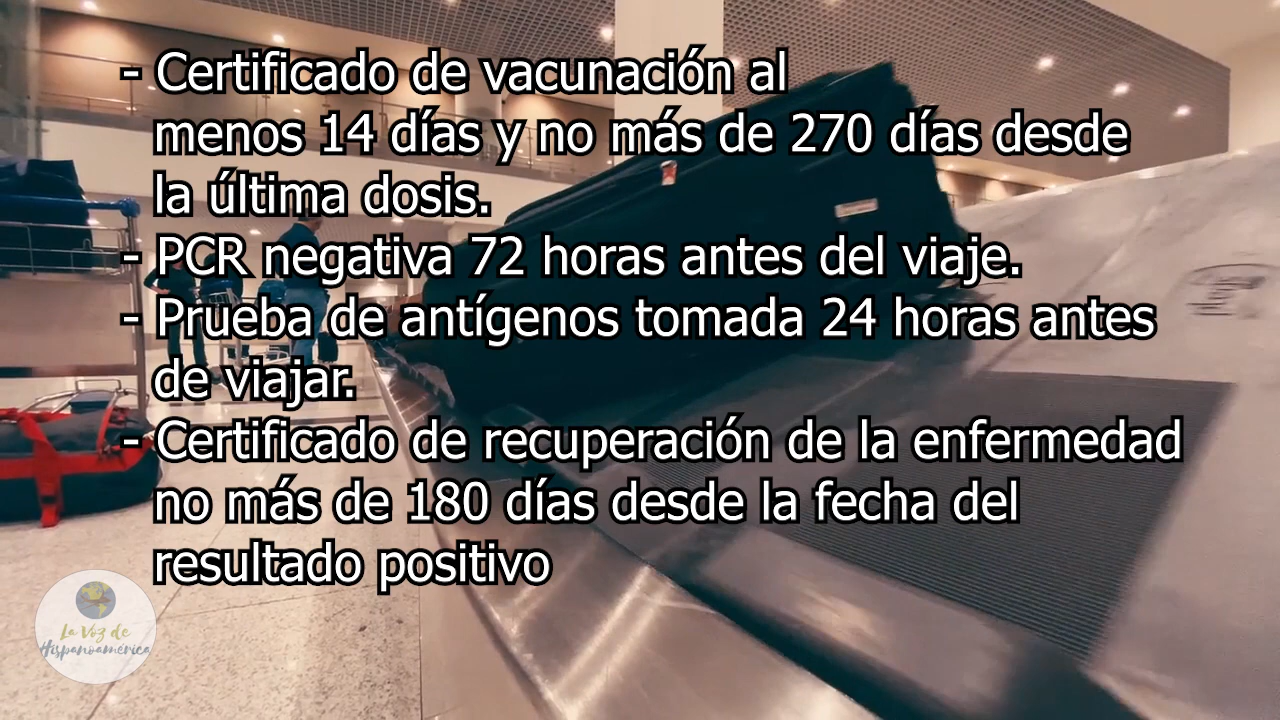 - Certificado de vacunación al
menos 14 días y no más de 270 días desde
la última dosis.
- PCR negativa 72 horas antes del viaje.
- Prueba de antígenos tomada 24 horas antes
de viajar.
- Certificado de recuperación de la enfermedad
no más de 180 días desde la fecha del
resultado positivo
La Voz de
Hispanoamérica